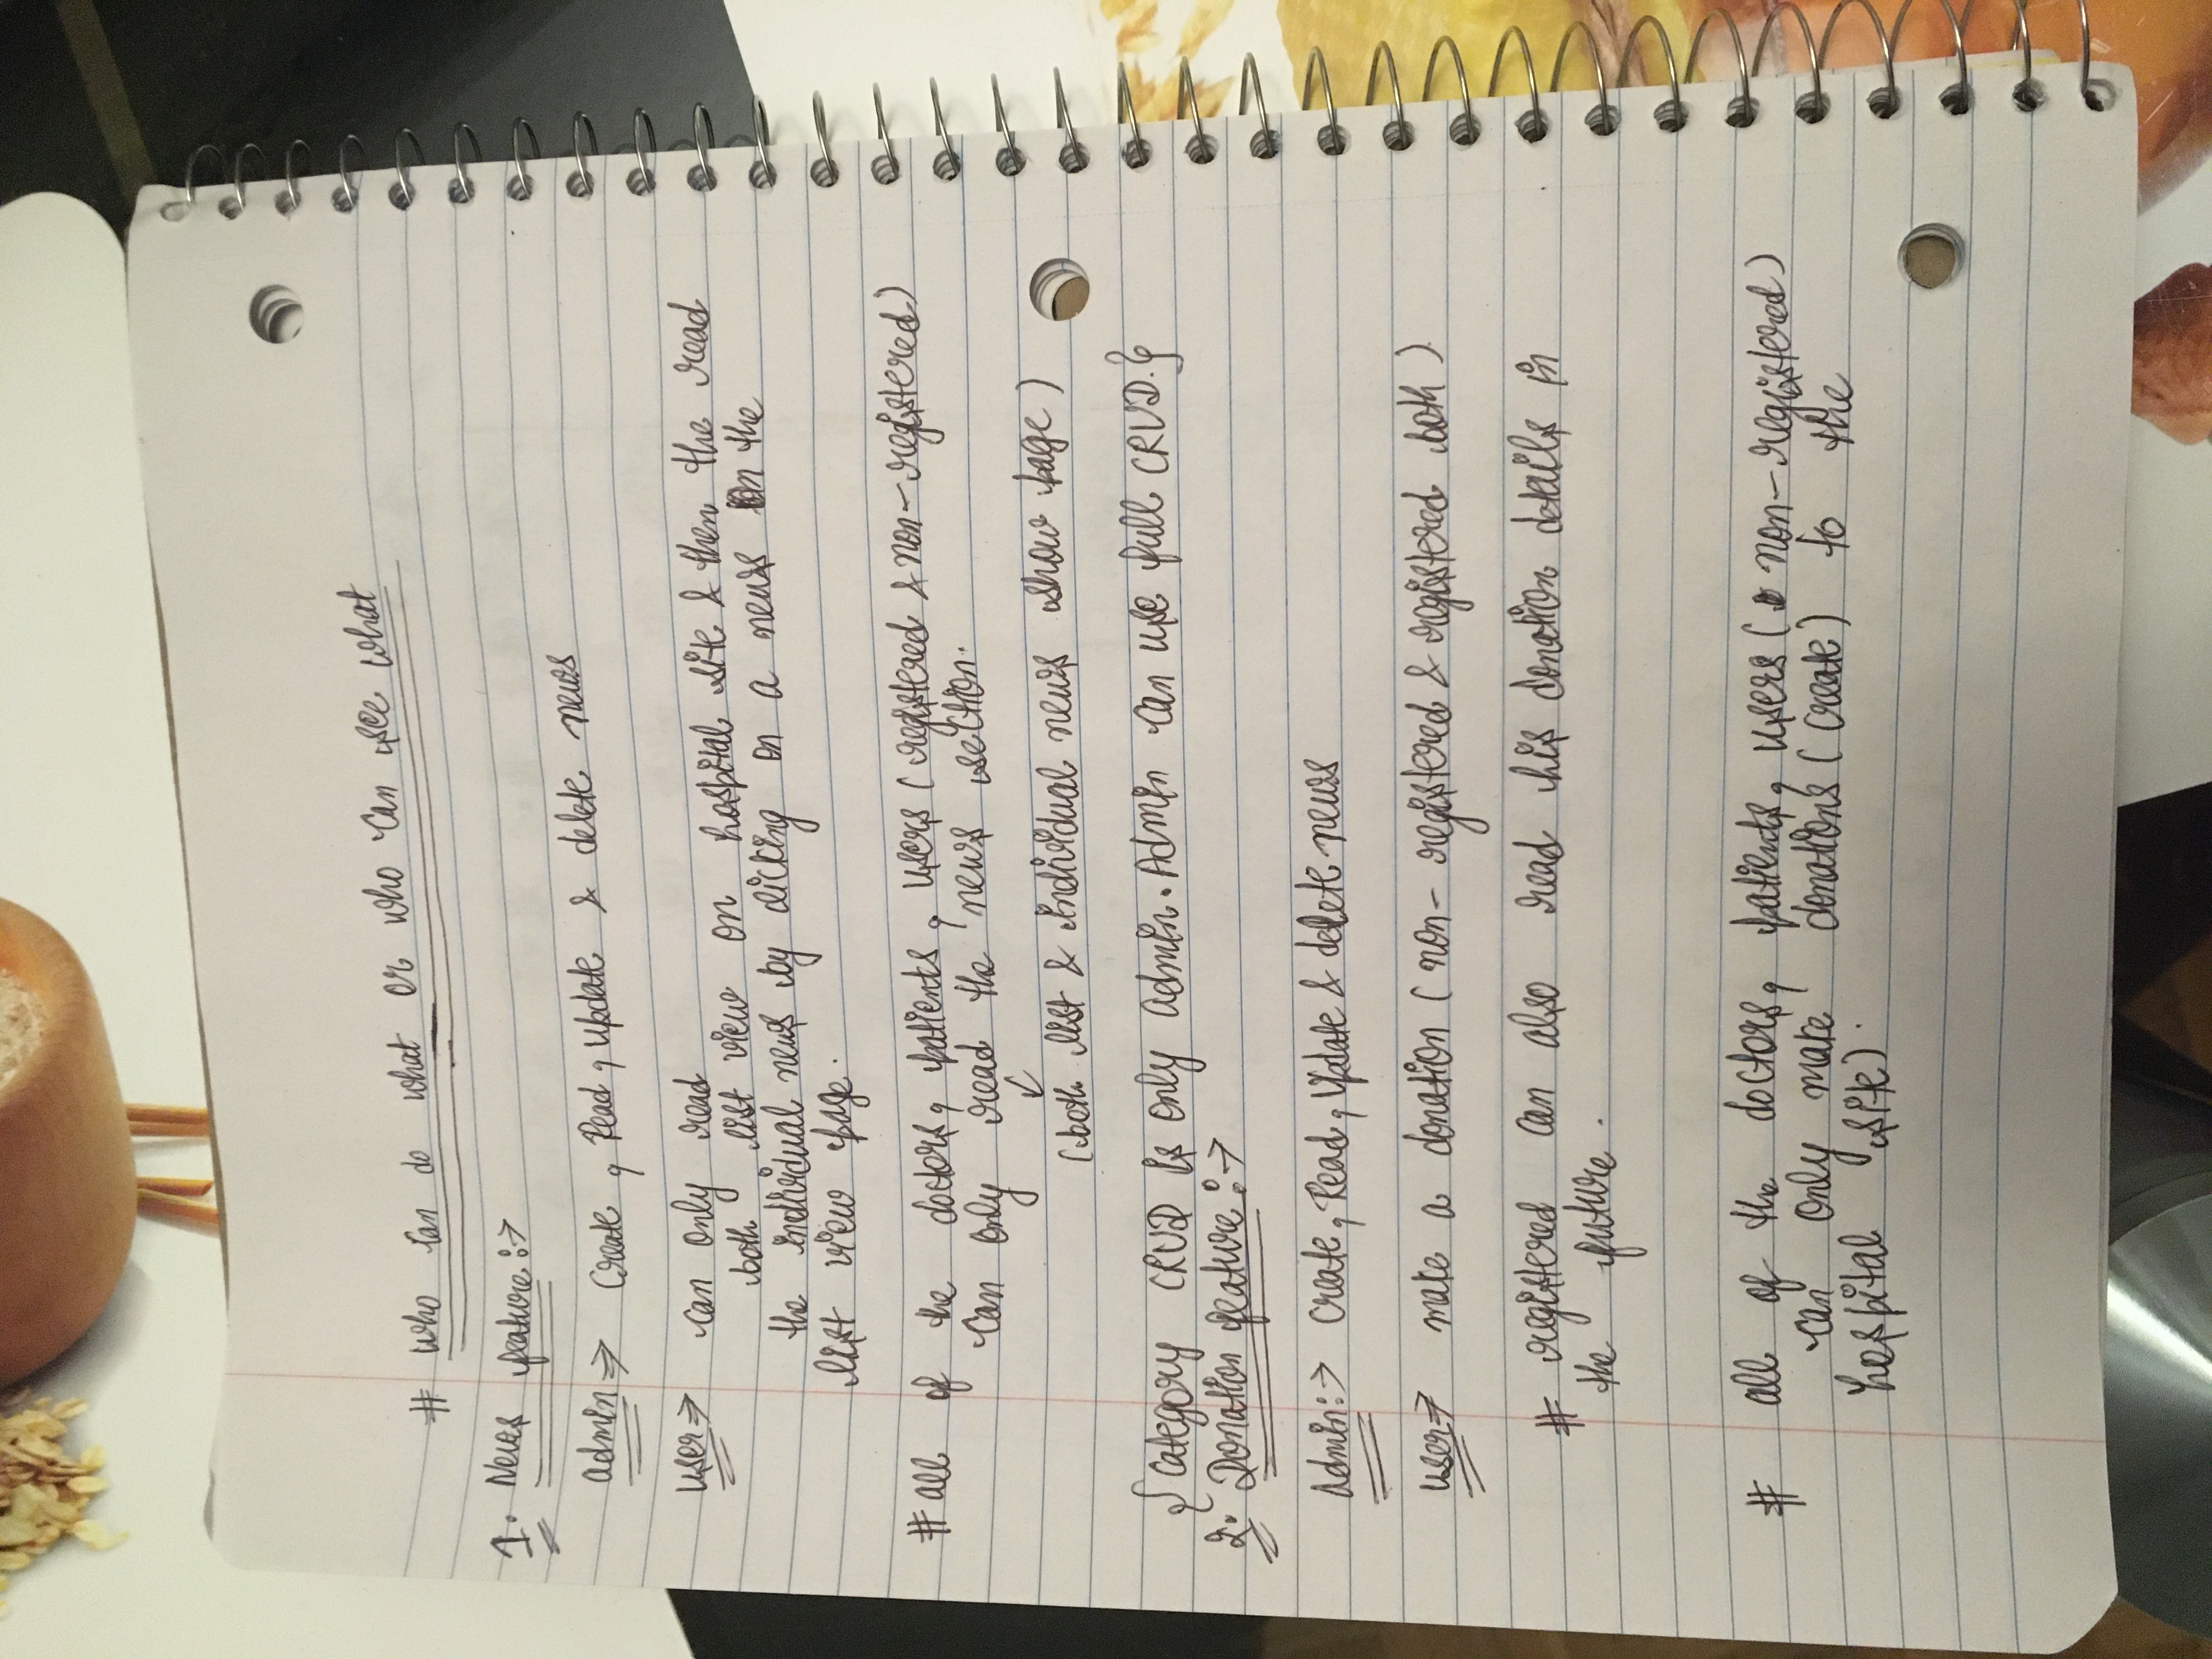 # Who can do what or who can see what
1. News feature :->
admin => Create, Read, Update & delete news
user => can only read
both list view on hospital site & then the read
the individual news by clicking on a news on the
list view page.
# all of the doctors, patients, users (registered & non-registered)
can only read the news section.
(both list & individual news show page)
{Category CRUD is only admin. Admin can use full CRUD.}
2. Donation feature :->
Admin :-> Create, Read, Update & delete news
user => make a donation (non-registered & registered both).
# registered can also read his donation details in
the future.
# all of the doctors, patients, users (non-registered)
can only make donations (create) to the
hospital site).